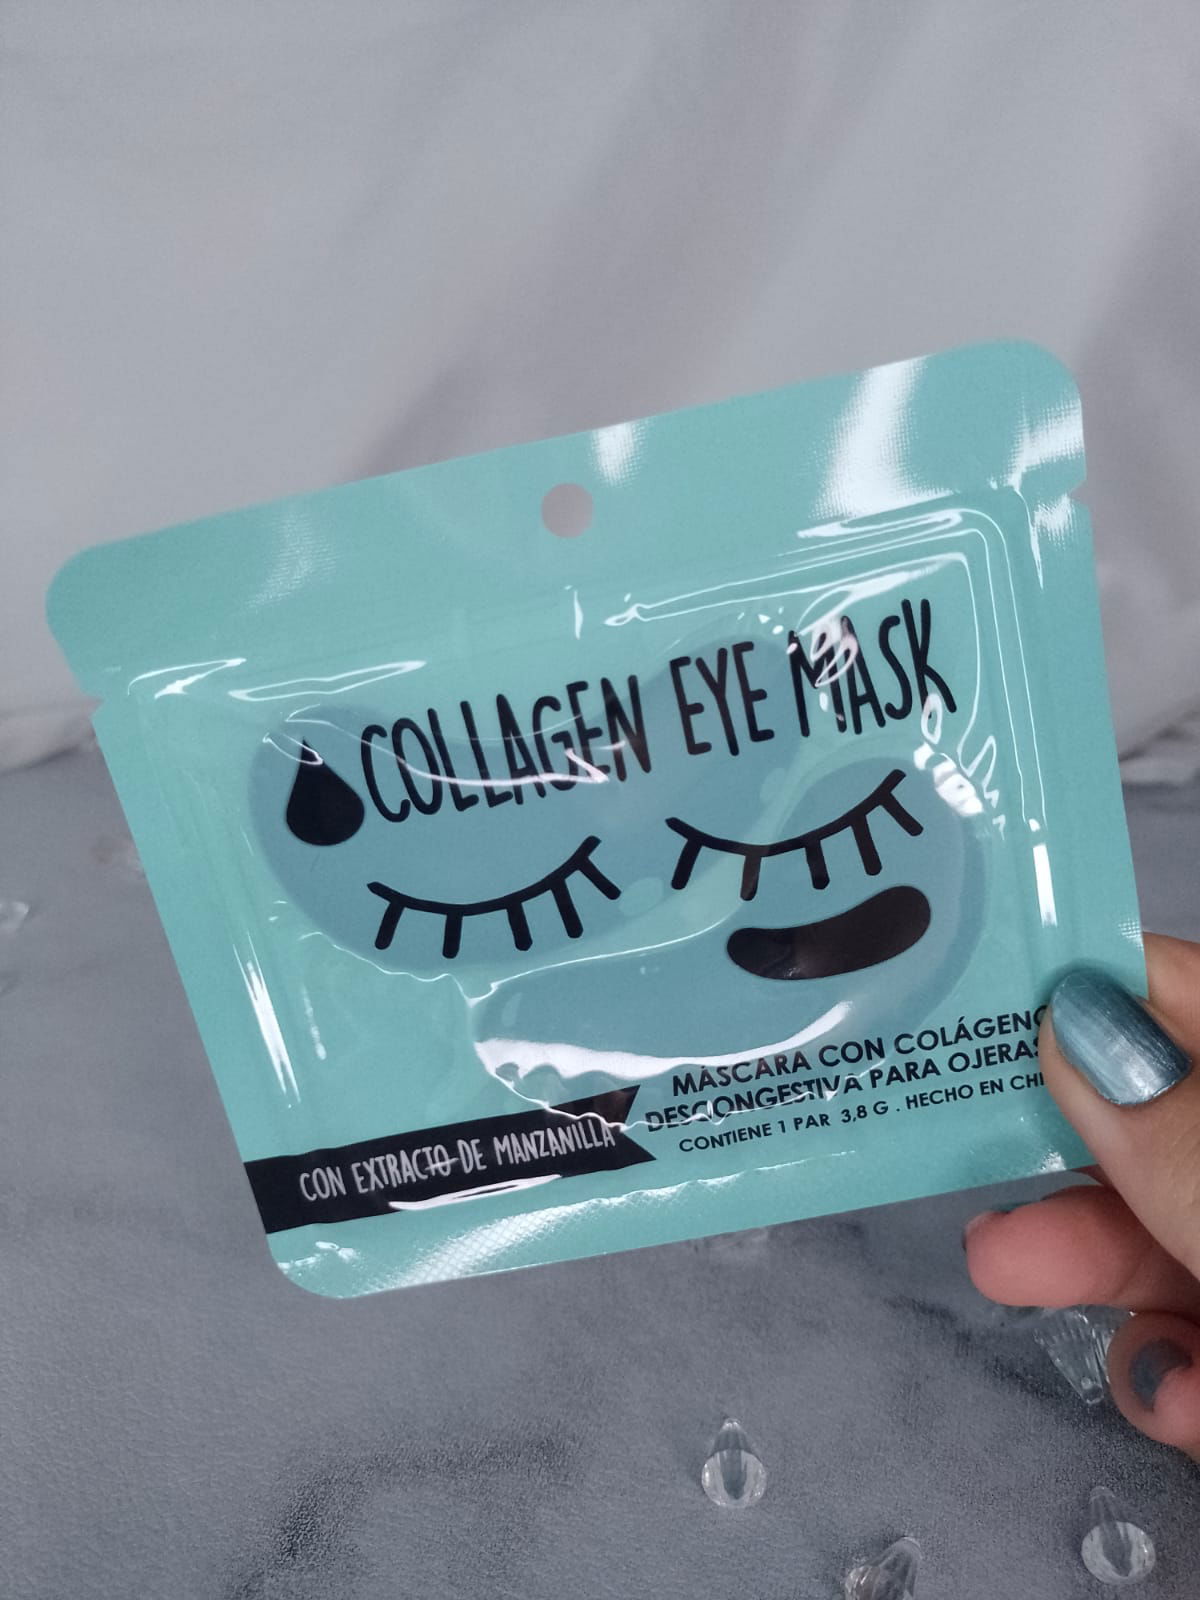 COLLAGEN EYE MASK
MÁSCARA CON COLÁGENO
DESCONGESTIVA PARA OJERAS
CONTIENE 1 PAR 3,8 G . HECHO EN
CON EXTRACTO DE MANZANILLA